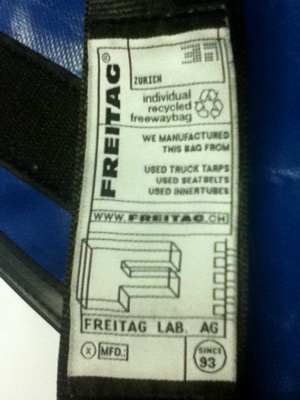 FREITAG®
ZURICH
individual
recycled
freewaybag
WE MANUFACTURED
THIS BAG FROM
USED TRUCK TARPS
USED SEATBELTS
USED INNERTUBES
WWW.FREITAG.CH
FREITAG LAB. AG
X MFD.:
SINCE
93